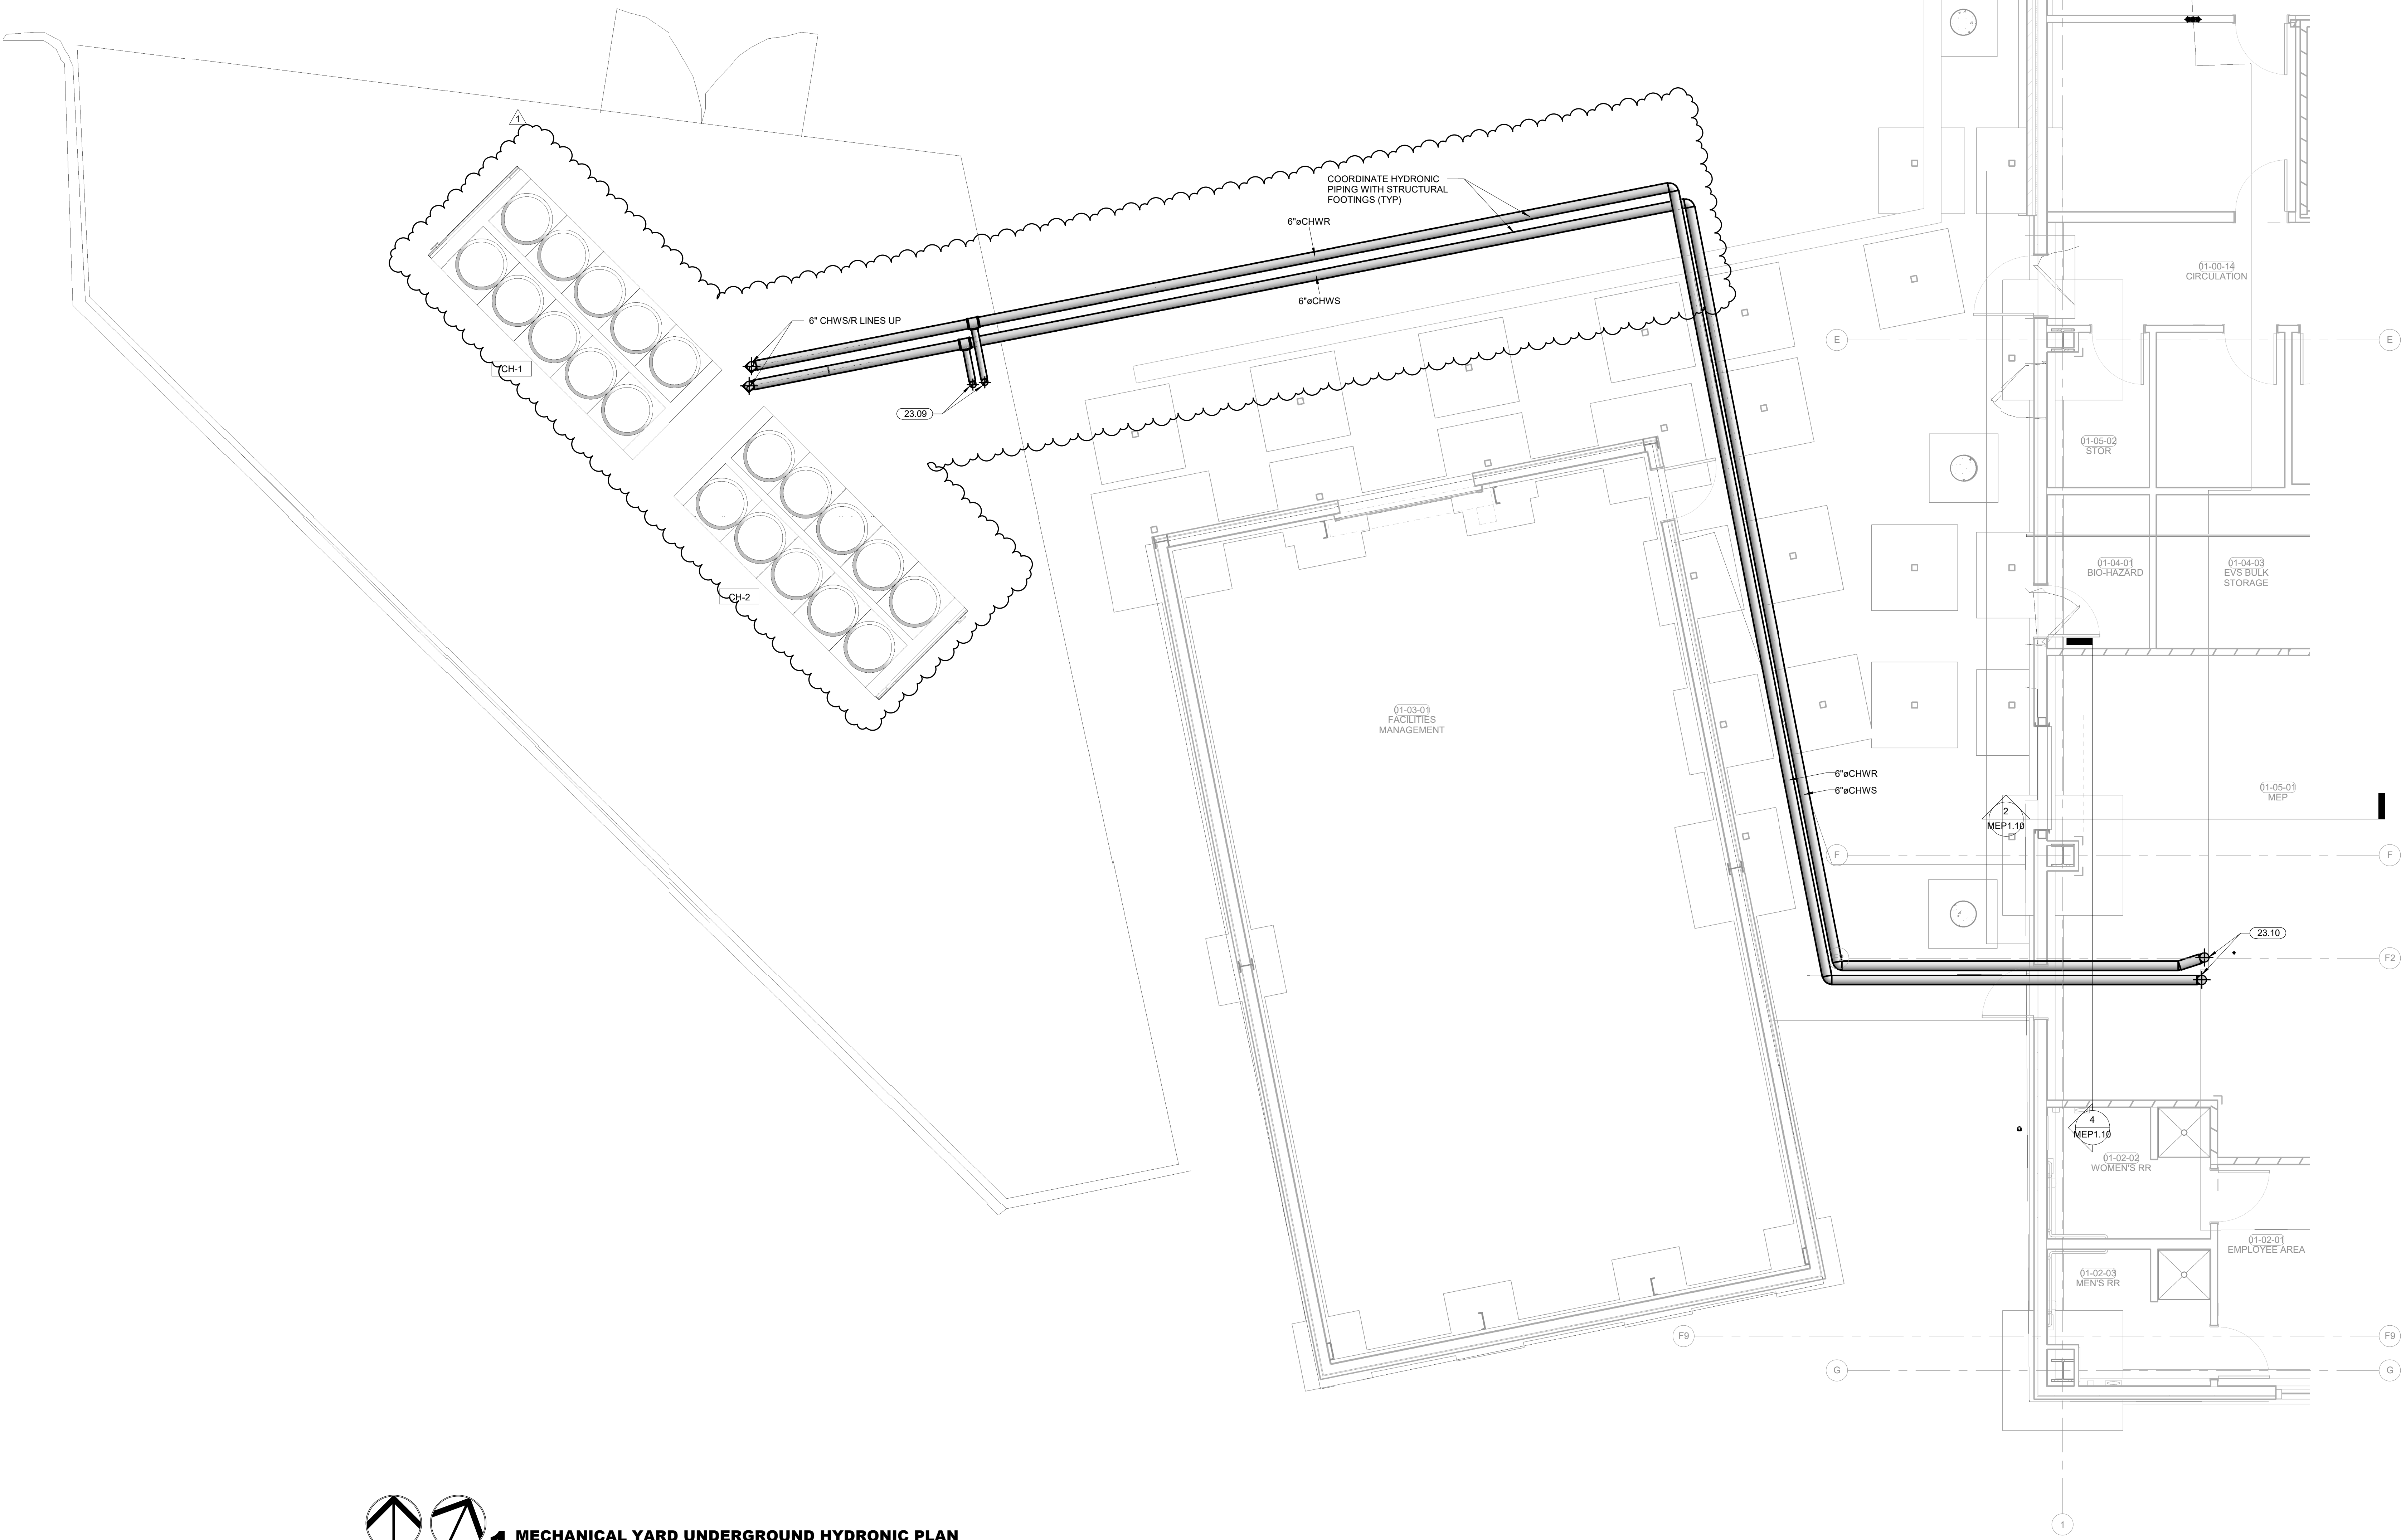 1
COORDINATE HYDRONIC
PIPING WITH STRUCTURAL
FOOTINGS (TYP)
6"øCHWR
6"øCHWS
6" CHWS/R LINES UP
CH-1
23.09
CH-2
01-00-14
CIRCULATION
E
E
01-05-02
STOR
01-04-01
BIO-HAZARD
01-04-03
EVS BULK
STORAGE
01-03-01
FACILITIES
MANAGEMENT
6"øCHWR
6"øCHWS
01-05-01
MEP
2
MEP1.10
F
F
23.10
F2
4
MEP1.10
01-02-02
WOMEN'S RR
01-02-01
EMPLOYEE AREA
01-02-03
MEN'S RR
F9
F9
G
G
1
1 MECHANICAL YARD UNDERGROUND HYDRONIC PLAN